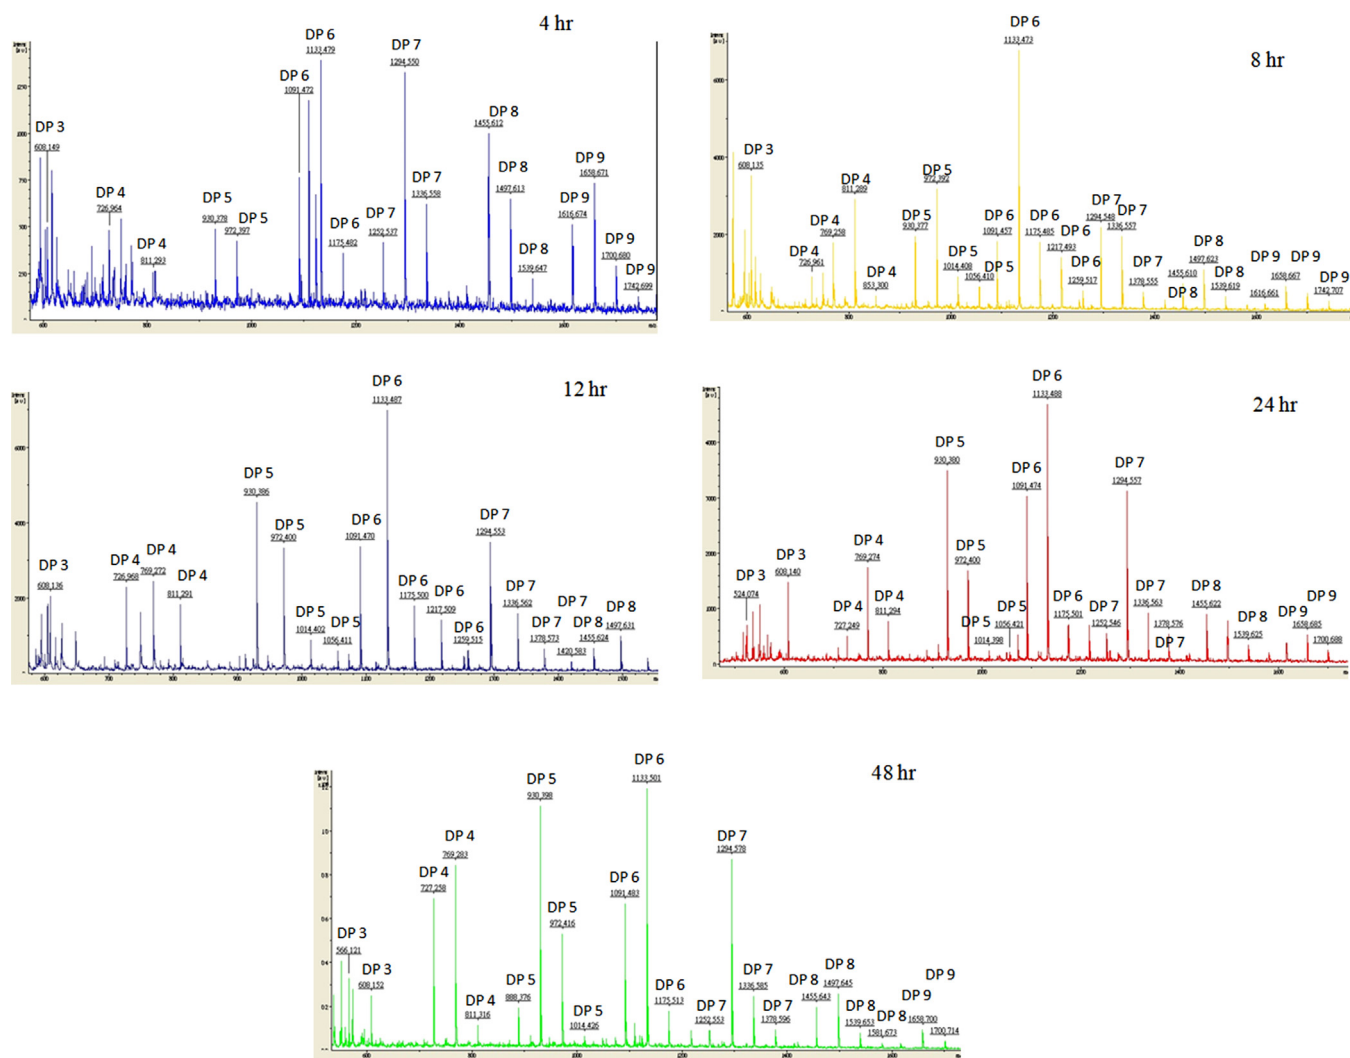 4 hr
DP 3
608,149
DP 4
726,964
DP 4
811,293
DP 5
930,378
DP 5
972,397
DP 6
1091,472
DP 6
1133,479
DP 6
1175,482
DP 7
1252,537
DP 7
1294,550
DP 7
1336,558
DP 8
1455,612
DP 8
1497,613
DP 8
1539,647
DP 9
1616,674
DP 9
1658,671
DP 9
1700,680
DP 9
1742,699
8 hr
DP 3
608,135
DP 4
726,961
DP 4
769,258
DP 4
811,289
DP 4
853,300
DP 5
930,377
DP 5
972,392
DP 5
1014,408
DP 5
1056,410
DP 6
1091,457
DP 6
1133,473
DP 6
1175,485
DP 6
1217,493
DP 6
1259,517
DP 7
1294,548
DP 7
1336,557
1378,555
1455,610
DP 8
DP 8
1497,623
DP 8
1539,619
DP 9
1616,661
DP 9
1658,667
DP 9
1742,707
12 hr
DP 3
608,136
DP 4
726,968
DP 4
769,272
DP 4
811,291
DP 5
930,386
DP 5
972,400
DP 5
1014,402
DP 5
1056,411
DP 6
1091,470
DP 6
1133,487
DP 6
1175,500
DP 6
1217,509
DP 6
1259,515
DP 7
1294,553
DP 7
1336,562
DP 7
1378,573
DP 7
1420,583
DP 8
1455,624
DP 8
1497,631
24 hr
DP 3
524,074
DP 3
608,140
DP 4
727,249
DP 4
769,274
DP 4
811,294
DP 5
930,380
DP 5
972,400
DP 5
1014,398
DP 5
1056,421
DP 6
1091,474
DP 6
1133,488
DP 6
1175,501
DP 7
1252,546
DP 7
1294,557
DP 7
1336,563
1378,576
DP 7
DP 8
1455,622
DP 8
1539,625
DP 9
1658,685
DP 9
1700,688
48 hr
DP 3
566,121
DP 3
608,152
DP 4
727,258
DP 4
769,283
DP 4
811,316
DP 5
888,376
DP 5
930,398
DP 5
972,416
DP 5
1014,426
DP 6
1091,483
DP 6
1133,501
DP 6
1175,513
DP 7
1252,553
DP 7
1294,578
DP 7
1336,585
DP 7
1378,596
DP 8
1455,643
DP 8
1497,645
DP 8
1539,653
DP 8
1581,673
DP 9
1658,700
DP 9
1700,714